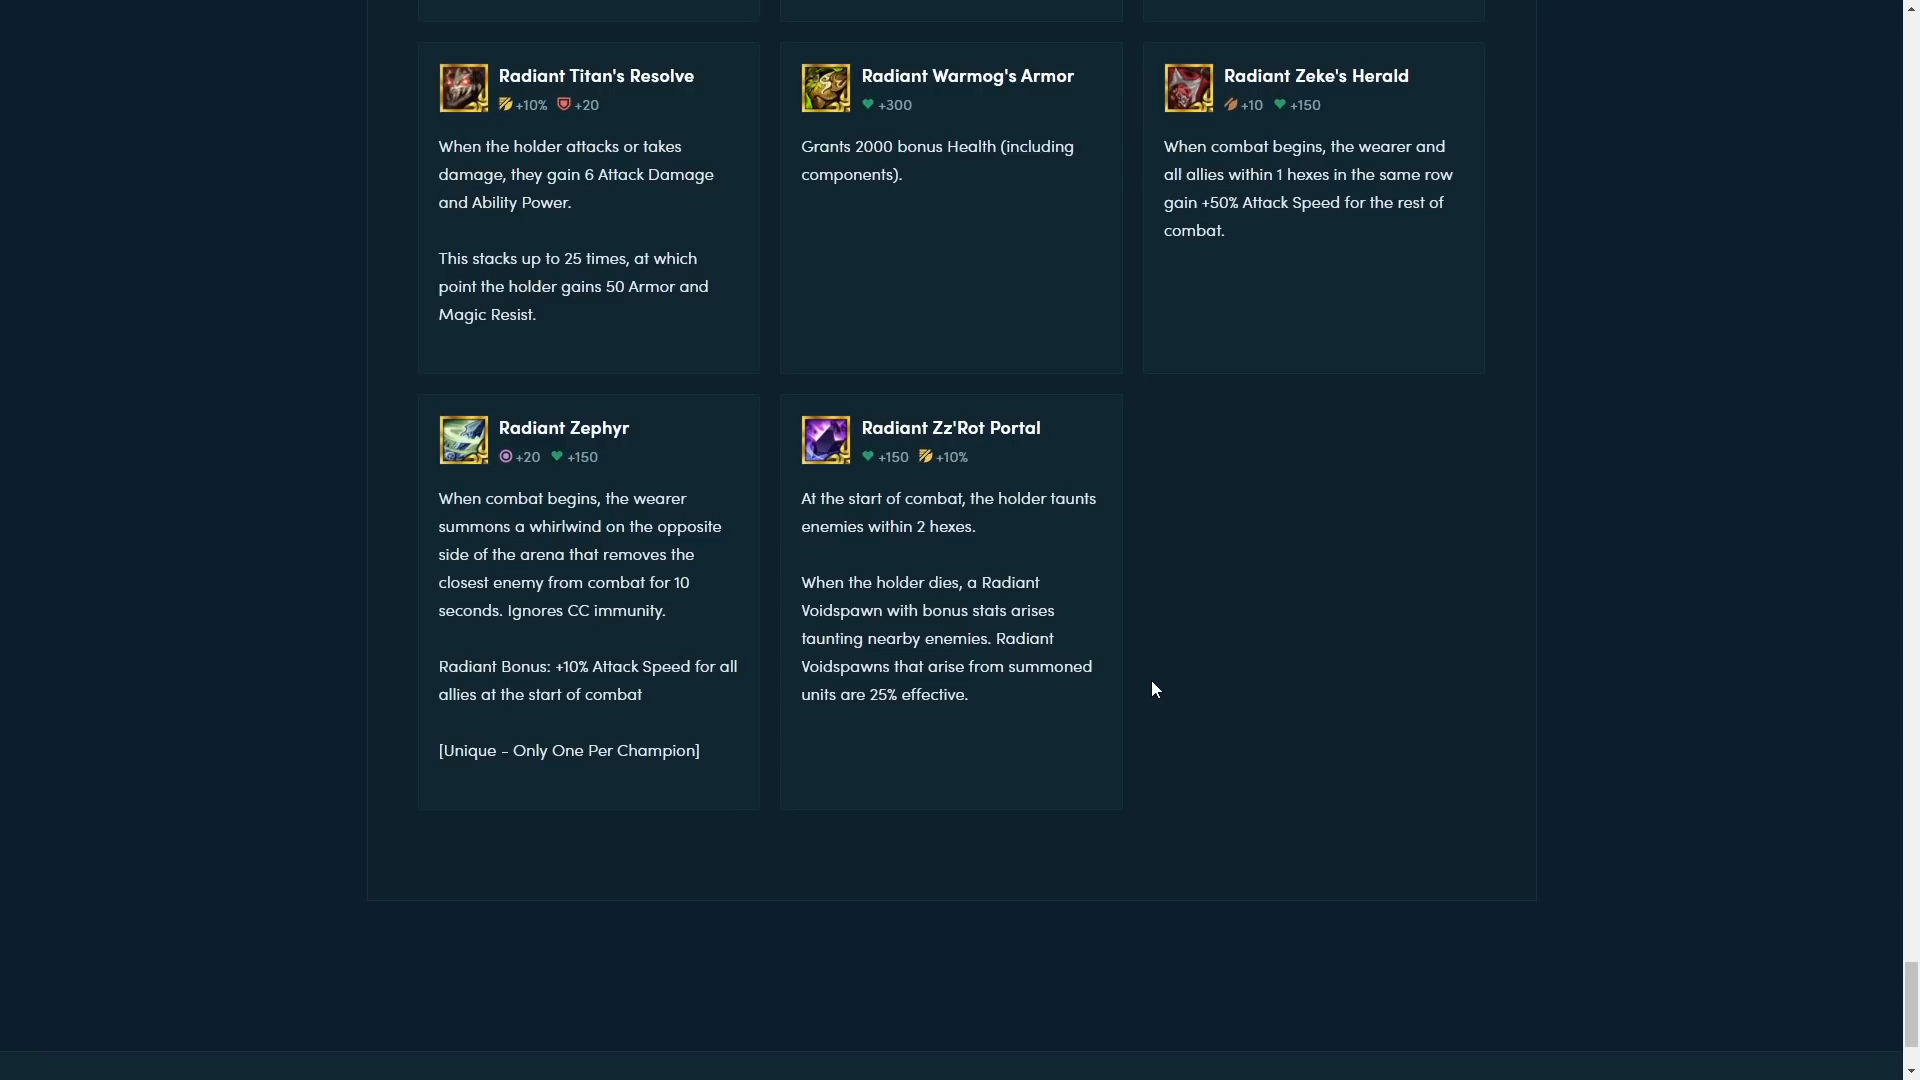 Radiant Titan's Resolve
+10% +20
When the holder attacks or takes
damage, they gain 6 Attack Damage
and Ability Power.
This stacks up to 25 times, at which
point the holder gains 50 Armor and
Magic Resist.
Radiant Warmog's Armor
+300
Grants 2000 bonus Health (including
components).
Radiant Zeke's Herald
+10 +150
When combat begins, the wearer and
all allies within 1 hexes in the same row
gain +50% Attack Speed for the rest of
combat.
Radiant Zephyr
+20 +150
When combat begins, the wearer
summons a whirlwind on the opposite
side of the arena that removes the
closest enemy from combat for 10
seconds. Ignores CC immunity.
Radiant Bonus: +10% Attack Speed for all
allies at the start of combat
[Unique - Only One Per Champion]
Radiant Zz'Rot Portal
+150 +10%
At the start of combat, the holder taunts
enemies within 2 hexes.
When the holder dies, a Radiant
Voidspawn with bonus stats arises
taunting nearby enemies. Radiant
Voidspawns that arise from summoned
units are 25% effective.